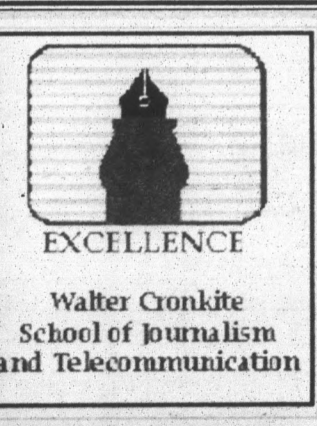 EXCELLENCE
Walter Cronkite
School of Journalism
and Telecommunication